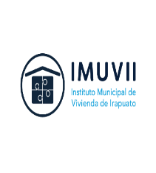 IMUVII
Instituto Municipal de
Vivienda de Irapuato